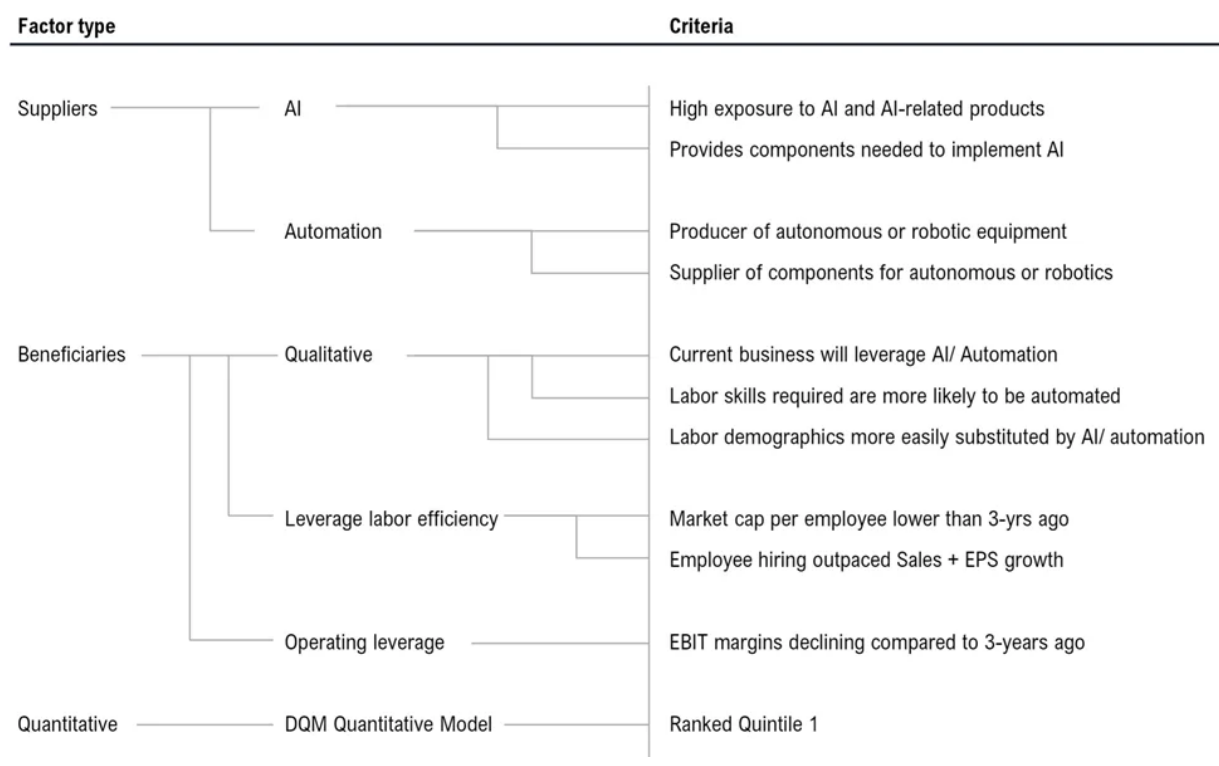 Factor type Criteria
Suppliers AI High exposure to AI and AI-related products
Provides components needed to implement AI
Automation Producer of autonomous or robotic equipment
Supplier of components for autonomous or robotics
Beneficiaries Qualitative Current business will leverage AI/ Automation
Labor skills required are more likely to be automated
Labor demographics more easily substituted by AI/ automation
Leverage labor efficiency Market cap per employee lower than 3-yrs ago
Employee hiring outpaced Sales + EPS growth
Operating leverage EBIT margins declining compared to 3-years ago
Quantitative DQM Quantitative Model Ranked Quintile 1